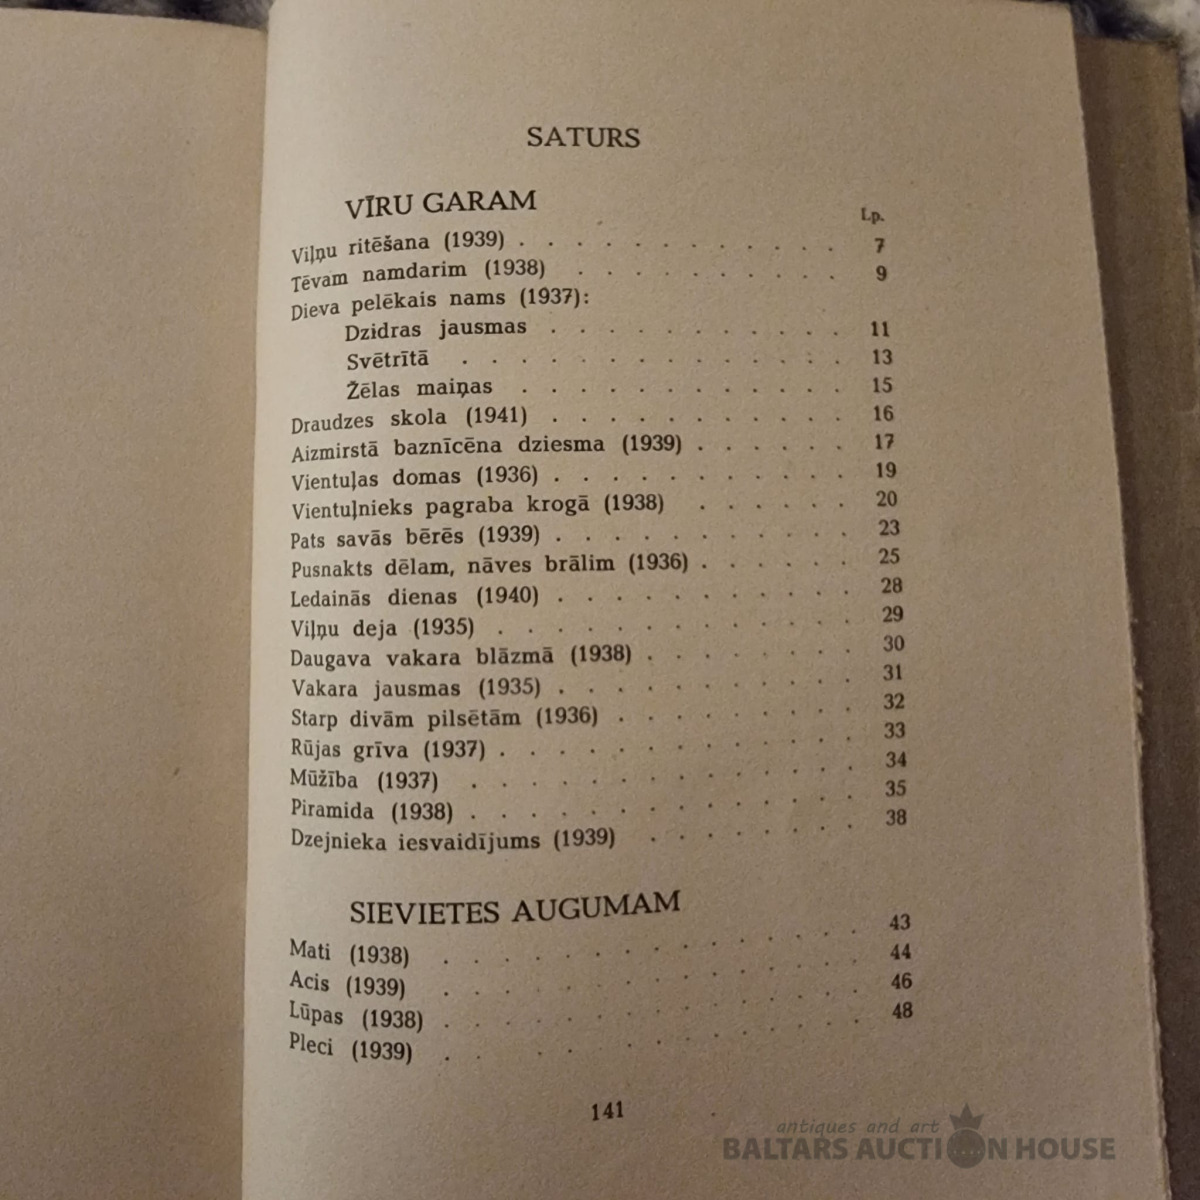 SATURS
VĪRU GARAM
Lp.
Viļņu ritēšana (1939) . . . . . . . . . . . 7
Tēvam namdarim (1938) . . . . . . . . . 9
Dieva pelēkais nams (1937):
Dzidras jausmas . . . . . . . . . . 11
Svētrītā . . . . . . . . . . . . . 13
Žēlas maiņas . . . . . . . . . . . 15
Draudzes skola (1941) . . . . . . . . . . 16
Aizmirstā baznīcēna dziesma (1939) . . . . . 17
Vientuļas domas (1936) . . . . . . . . . . 19
Vientuļnieks pagraba krogā (1938) . . . . . 20
Pats savās bērēs (1939) . . . . . . . . . . 23
Pusnakts dēlam, nāves brālim (1936) . . . . . . 25
Ledainās dienas (1940) . . . . . . . . . . 28
Viļņu deja (1935) . . . . . . . . . . . . 29
Daugava vakara blāzmā (1938) . . . . . . . 30
Vakara jausmas (1935) . . . . . . . . . . 31
Starp divām pilsētām (1936) . . . . . . . . 32
Rūjas grīva (1937) . . . . . . . . . . . . 33
Mūžība (1937) . . . . . . . . . . . . . 34
Piramida (1938) . . . . . . . . . . . . . 35
Dzejnieka iesvaidījums (1939) . . . . . . . 38
SIEVIETES AUGUMAM
Mati (1938) . . . . . . . . . . . . . . 43
Acis (1939) . . . . . . . . . . . . . . 44
Lūpas (1938) . . . . . . . . . . . . . . 46
Pleci (1939) . . . . . . . . . . . . . . 48
141
antiques and art
BALTARS AUCTION HOUSE